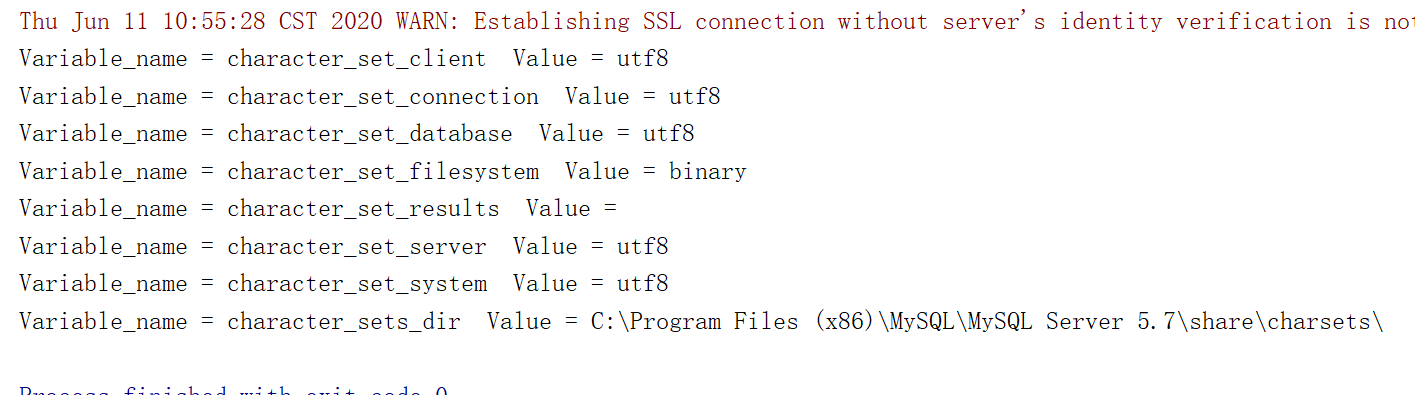 Thu Jun 11 10:55:28 CST 2020 WARN: Establishing SSL connection without server's identity verification is not
Variable_name = character_set_client  Value = utf8
Variable_name = character_set_connection  Value = utf8
Variable_name = character_set_database  Value = utf8
Variable_name = character_set_filesystem  Value = binary
Variable_name = character_set_results  Value =
Variable_name = character_set_server  Value = utf8
Variable_name = character_set_system  Value = utf8
Variable_name = character_sets_dir  Value = C:\Program Files (x86)\MySQL\MySQL Server 5.7\share\charsets\
Process finished with exit code 0